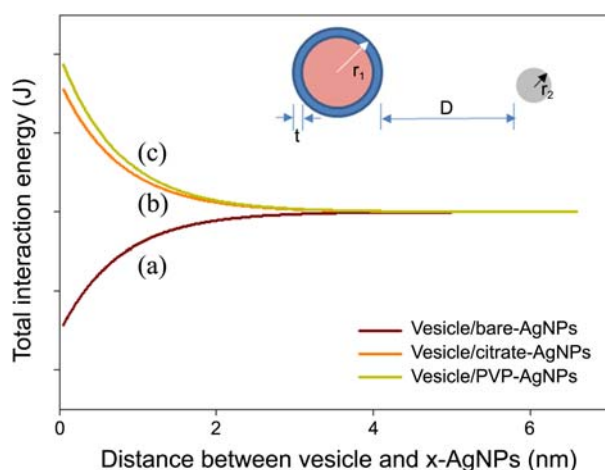 Total interaction energy (J)
r1
r2
D
t
(c)
(b)
(a)
Vesicle/bare-AgNPs
Vesicle/citrate-AgNPs
Vesicle/PVP-AgNPs
0 2 4 6
Distance between vesicle and x-AgNPs (nm)